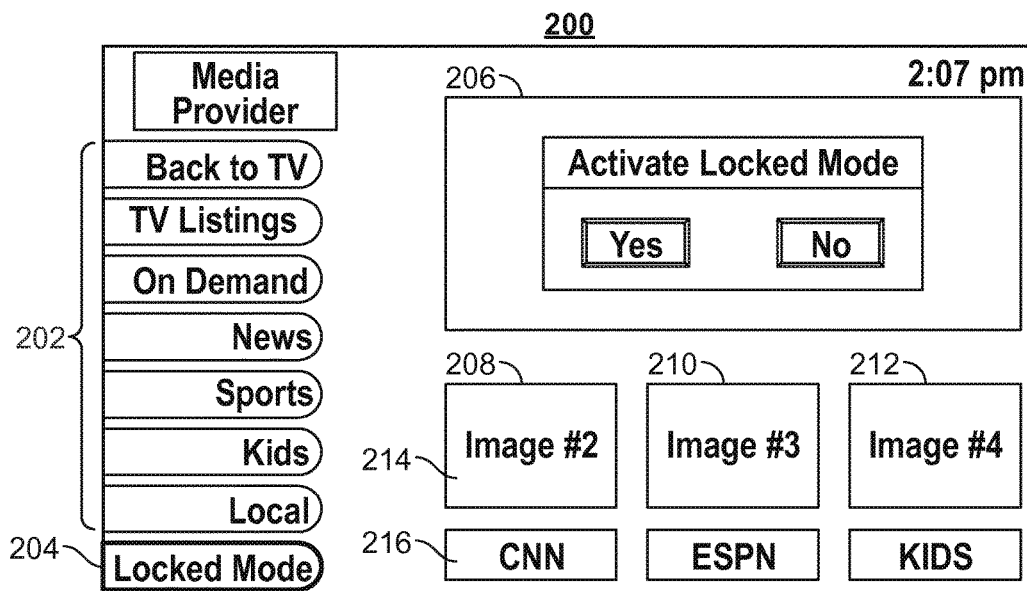 200
Media
Provider
2:07 pm
206
Activate Locked Mode
Yes No
Back to TV
TV Listings
On Demand
202
News
Sports
Kids
Local
204
Locked Mode
208 210 212
Image #2 Image #3 Image #4
214
216
CNN ESPN KIDS